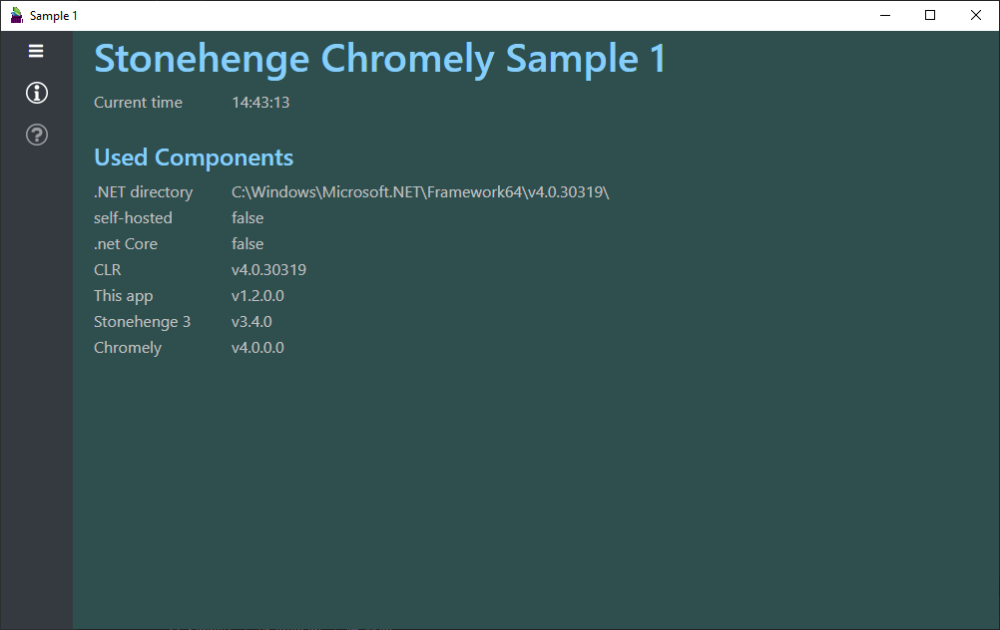 Sample 1
Stonehenge Chromely Sample 1
Current time 14:43:13
Used Components
.NET directory C:\Windows\Microsoft.NET\Framework64\v4.0.30319\
self-hosted false
.net Core false
CLR v4.0.30319
This app v1.2.0.0
Stonehenge 3 v3.4.0
Chromely v4.0.0.0